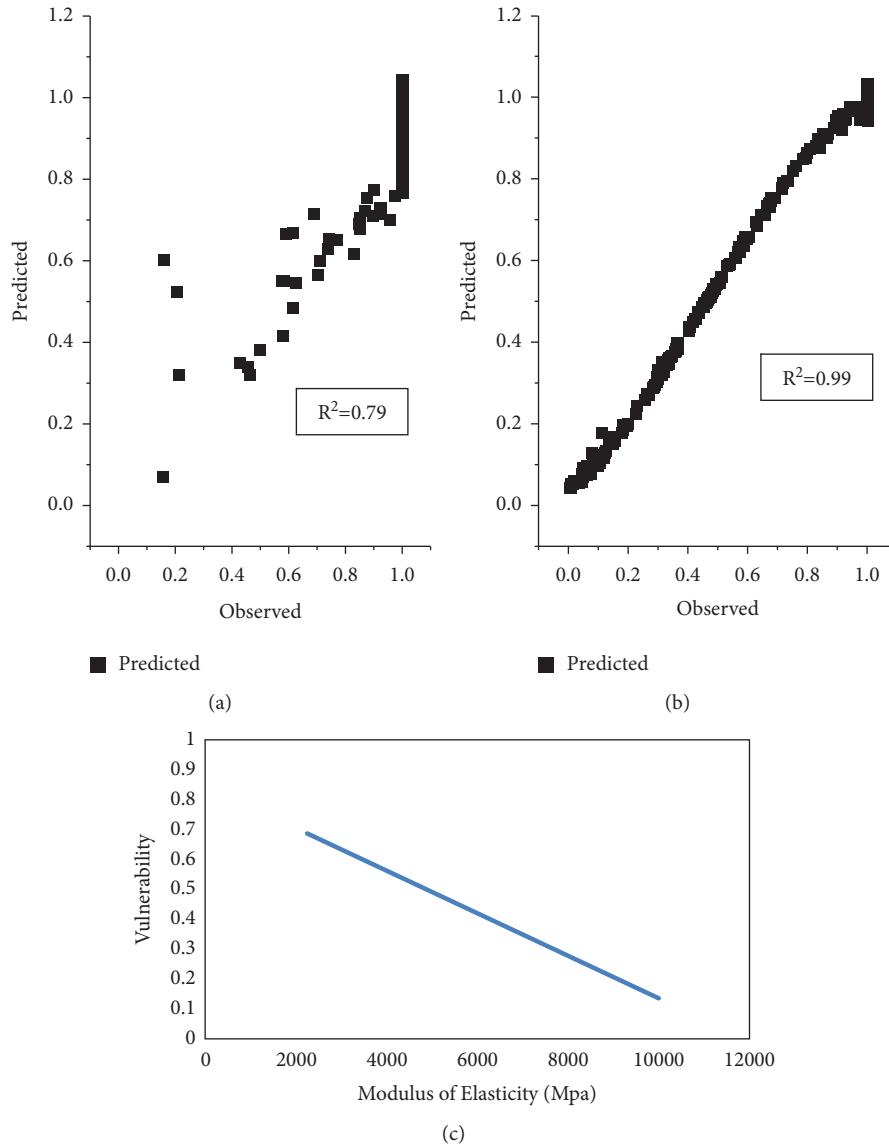 1.2
1.0
0.8
0.6
0.4
0.2
0.0
Predicted
R²=0.79
0.0 0.2 0.4 0.6 0.8 1.0
Observed
Predicted
(a)
1.2
1.0
0.8
0.6
0.4
0.2
0.0
Predicted
R²=0.99
0.0 0.2 0.4 0.6 0.8 1.0
Observed
Predicted
(b)
1
0.9
0.8
0.7
0.6
0.5
0.4
0.3
0.2
0.1
0
Vulnerability
0 2000 4000 6000 8000 10000 12000
Modulus of Elasticity (Mpa)
(c)